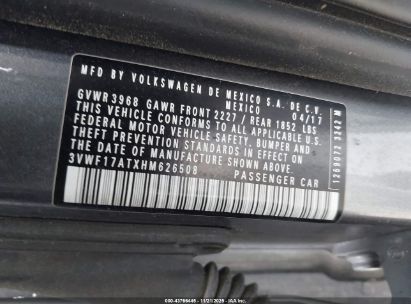 MFD BY VOLKSWAGEN DE MEXICO S.A. DE C.V.
MEXICO 04/17
GVWR 3968 GAWR FRONT 2227 / REAR 1852 LBS
THIS VEHICLE CONFORMS TO ALL APPLICABLE U.S.
FEDERAL MOTOR VEHICLE SAFETY, BUMPER AND
THEFT PREVENTION STANDARDS IN EFFECT ON
THE DATE OF MANUFACTURE SHOWN ABOVE.
3VWF17ATXHM626508 PASSENGER CAR